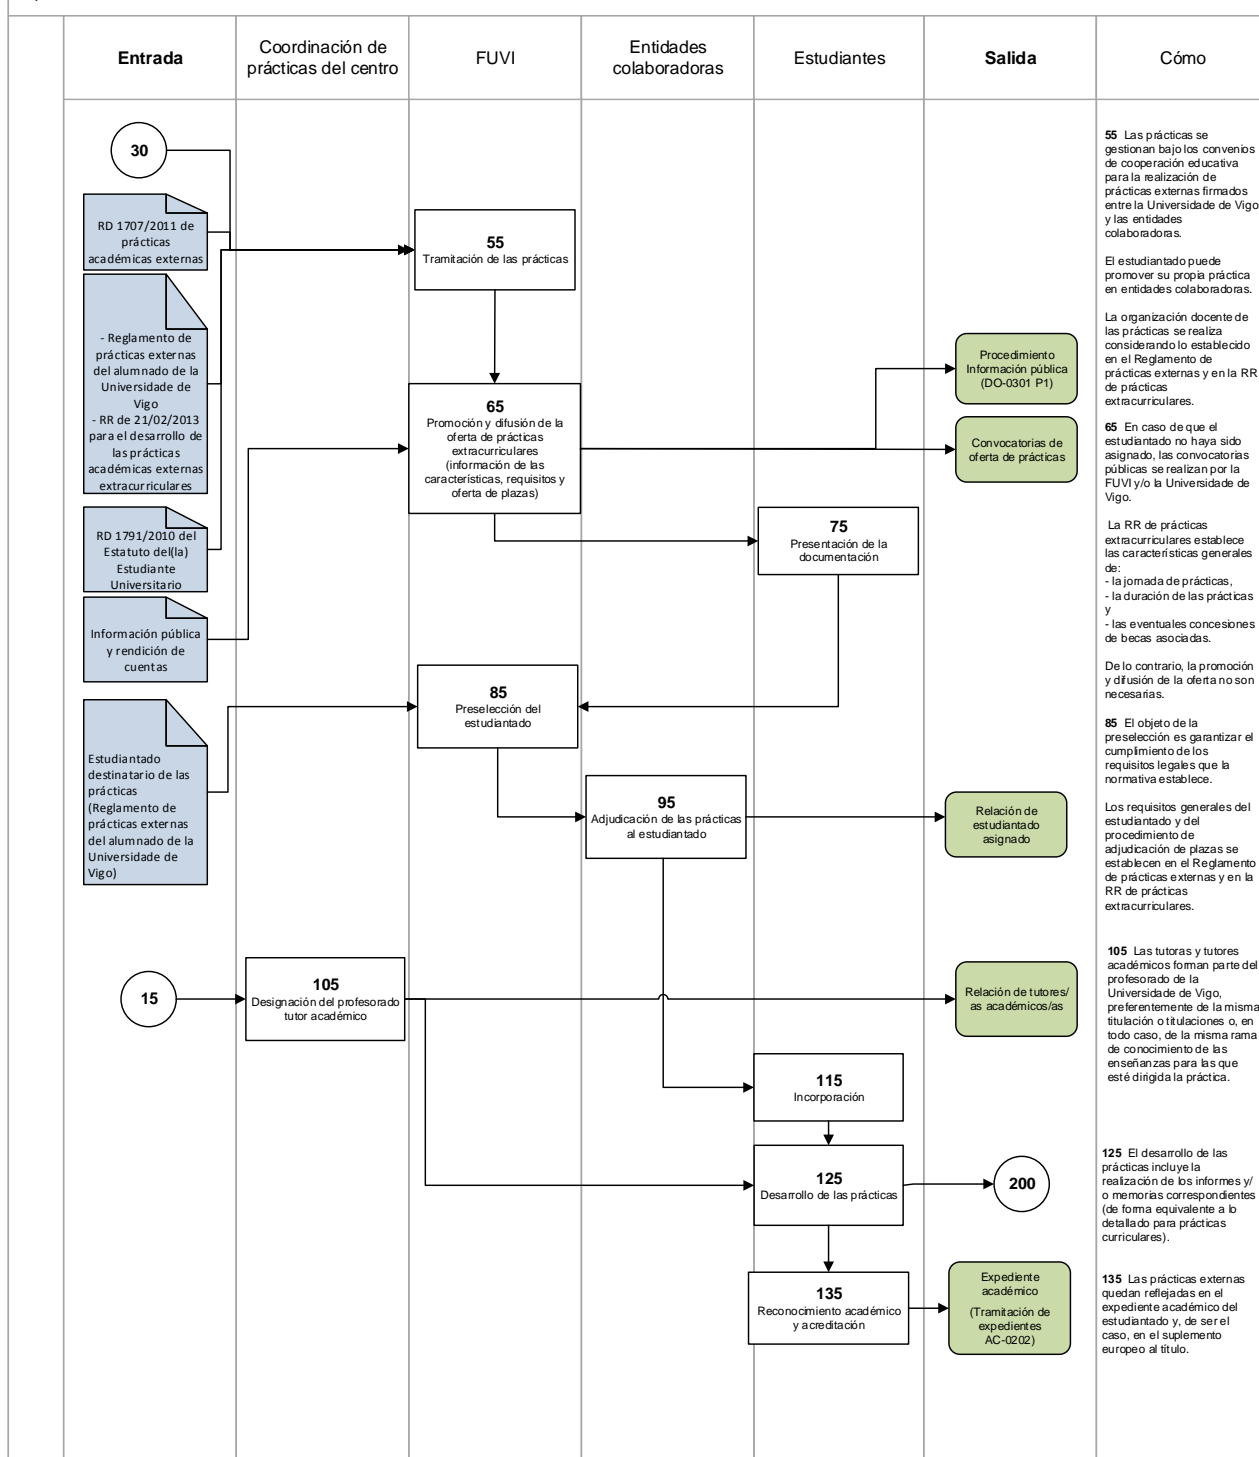 Entrada
Coordinación de
prácticas del centro
FUVI
Entidades
colaboradoras
Estudiantes
Salida
Cómo
30
RD 1707/2011 de
prácticas
académicas externas
- Reglamento de
prácticas externas
del alumnado de la
Universidade de
Vigo
- RR de 21/02/2013
para el desarrollo de
las prácticas
académicas externas
extracurriculares
RD 1791/2010 del
Estatuto del(la)
Estudiante
Universitario
Información pública
y rendición de
cuentas
Estudiantado
destinatario de las
prácticas
(Reglamento de
prácticas externas
del alumnado de la
Universidade de
Vigo)
15
105
Designación del profesorado
tutor académico
55
Tramitación de las prácticas
65
Promoción y difusión de la
oferta de prácticas
extracurriculares
(información de las
características, requisitos y
oferta de plazas)
85
Preselección del
estudiantado
95
Adjudicación de las prácticas
al estudiantado
75
Presentación de la
documentación
115
Incorporación
125
Desarrollo de las prácticas
135
Reconocimiento académico
y acreditación
Procedimiento
Información pública
(DO-0301 P1)
Convocatorias de
oferta de prácticas
Relación de
estudiantado
asignado
Relación de tutores/
as académicos/as
200
Expediente
académico
(Tramitación de
expedientes
AC-0202)
55 Las prácticas se
gestionan bajo los convenios
de cooperación educativa
para la realización de
prácticas externas firmados
entre la Universidade de Vigo
y las entidades
colaboradoras.
El estudiantado puede
promover su propia práctica
en entidades colaboradoras.
La organización docente de
las prácticas se realiza
considerando lo establecido
en el Reglamento de
prácticas externas y en la RR
de prácticas
extracurriculares.
65 En caso de que el
estudiantado no haya sido
asignado, las convocatorias
públicas se realizan por la
FUVI y/o la Universidade de
Vigo.
La RR de prácticas
extracurriculares establece
las características generales
de:
- la jornada de prácticas,
- la duración de las prácticas
y
- las eventuales concesiones
de becas asociadas.
De lo contrario, la promoción
y difusión de la oferta no son
necesarias.
85 El objeto de la
preselección es garantizar el
cumplimiento de los
requisitos legales que la
normativa establece.
Los requisitos generales del
estudiantado y del
procedimiento de
adjudicación de plazas se
establecen en el Reglamento
de prácticas externas y en la
RR de prácticas
extracurriculares.
105 Las tutoras y tutores
académicos forman parte del
profesorado de la
Universidade de Vigo,
preferentemente de la misma
titulación o titulaciones o, en
todo caso, de la misma rama
de conocimiento de las
enseñanzas para las que
esté dirigida la práctica.
125 El desarrollo de las
prácticas incluye la
realización de los informes y/
o memorias correspondientes
(de forma equivalente a lo
detallado para prácticas
curriculares).
135 Las prácticas externas
quedan reflejadas en el
expediente académico del
estudiantado y, de ser el
caso, en el suplemento
europeo al título.